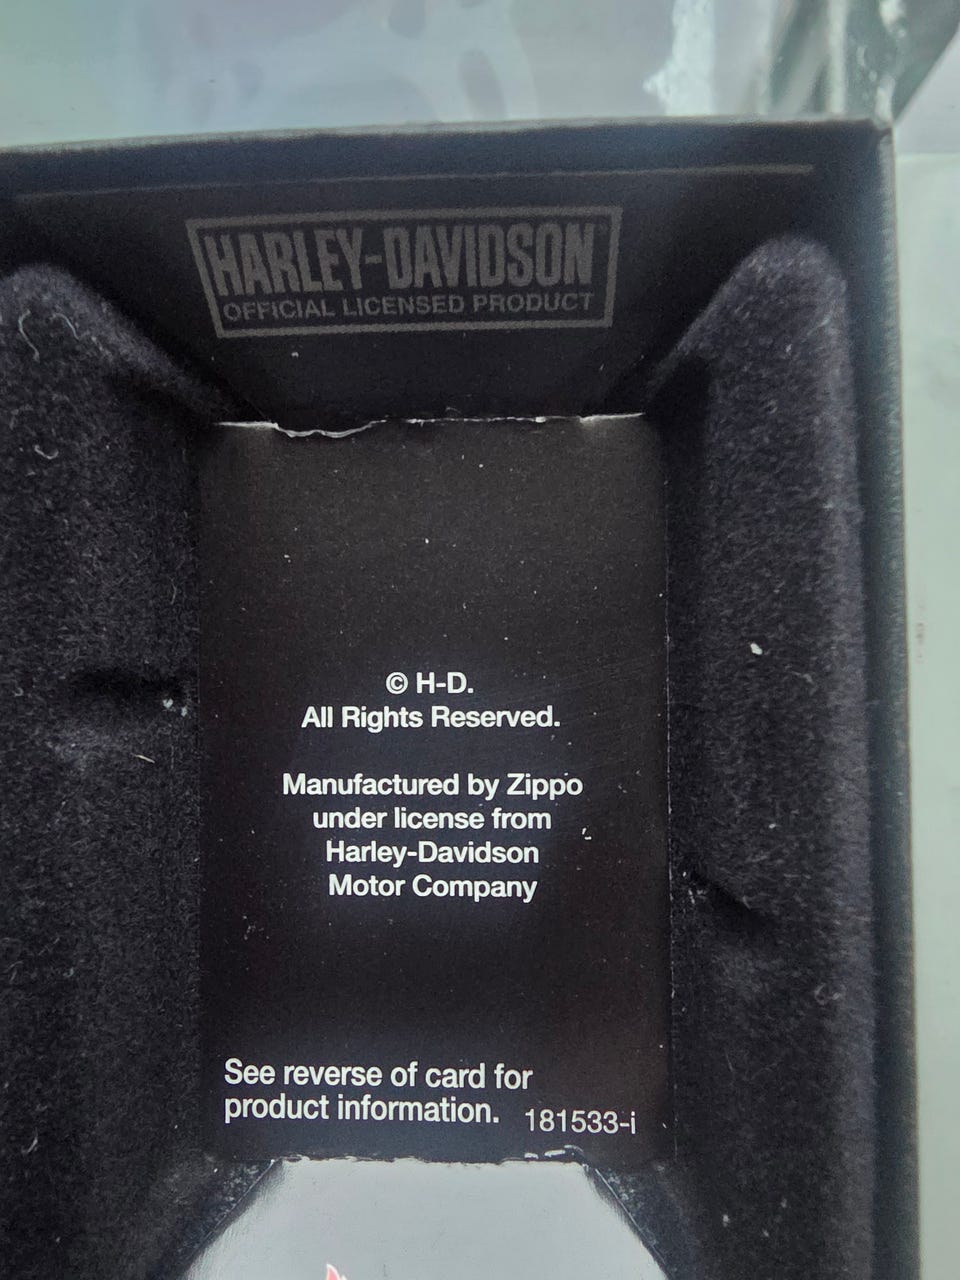 HARLEY-DAVIDSON
OFFICIAL LICENSED PRODUCT
© H-D.
All Rights Reserved.
Manufactured by Zippo
under license from
Harley-Davidson
Motor Company
See reverse of card for
product information. 181533-i